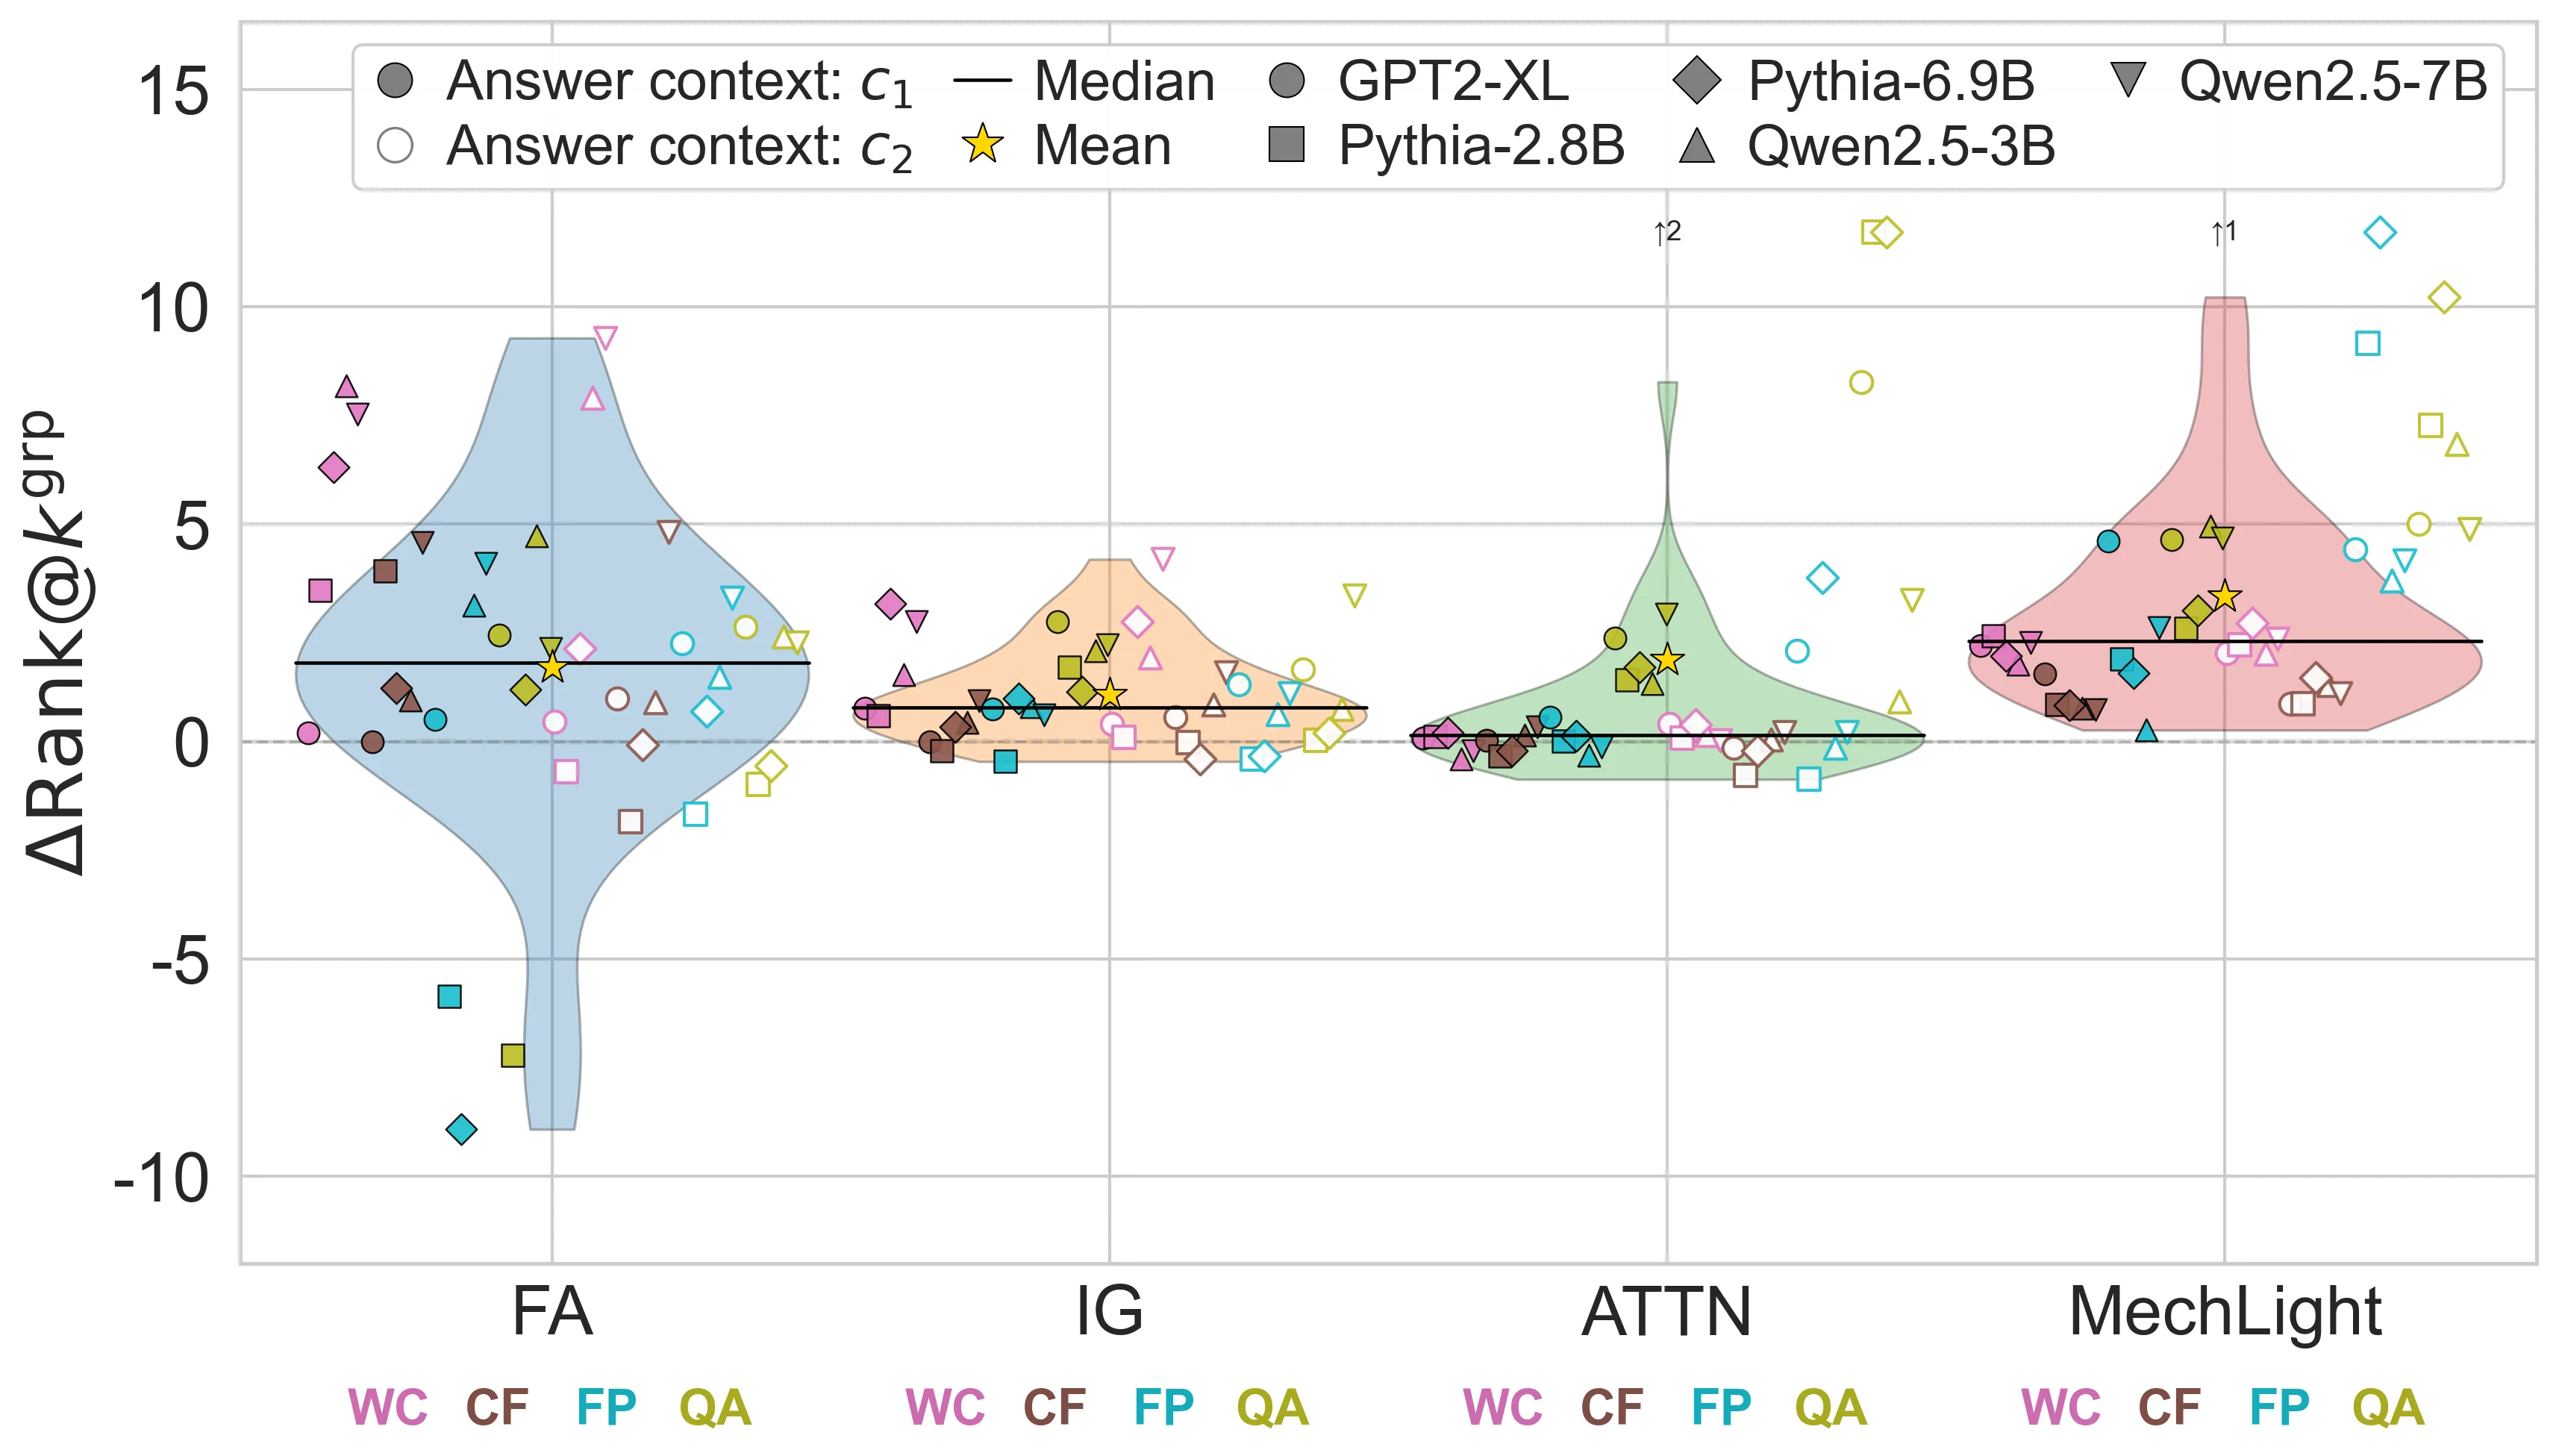 Answer context: c1 Median GPT2-XL Pythia-6.9B Qwen2.5-7B
Answer context: c2 Mean Pythia-2.8B Qwen2.5-3B
ΔRank@k^grp
15
10
5
0
-5
-10
↑2 ↑1
FA IG ATTN MechLight
WC CF FP QA WC CF FP QA WC CF FP QA WC CF FP QA